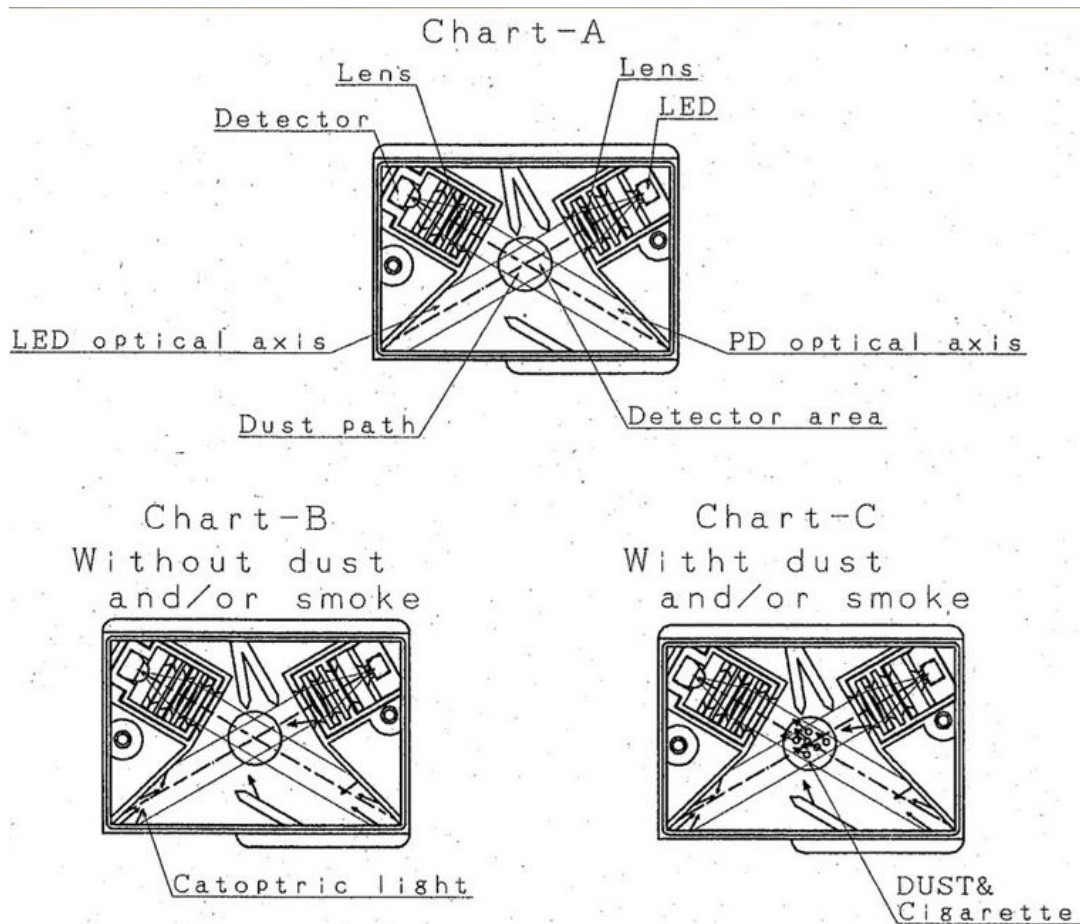 Chart-A
Lens
Lens
Detector
LED
LED optical axis
PD optical axis
Dust path
Detector area
Chart-B
Without dust
and/or smoke
Catoptric light
Chart-C
Witht dust
and/or smoke
DUST&
Cigarette